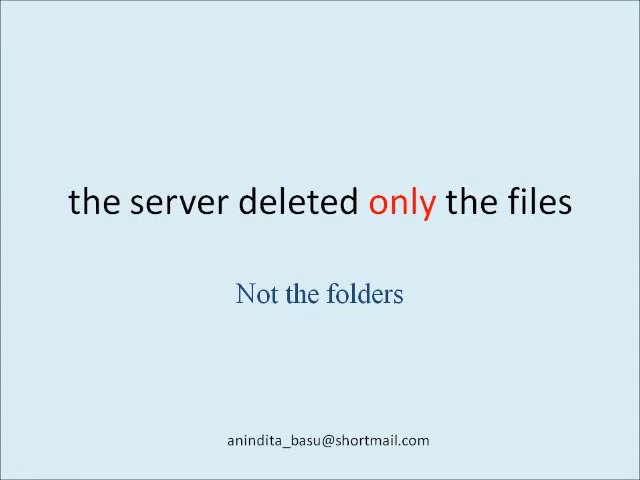 the server deleted only the files
Not the folders
anindita_basu@shortmail.com